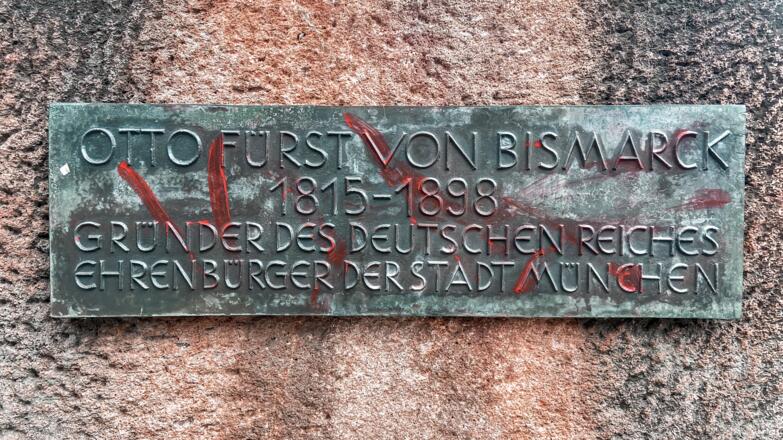 OTTO FÜRST VON BISMARCK
1815-1898
GRÜNDER DES DEUTSCHEN REICHES
EHRENBÜRGER DER STADT MÜNCHEN